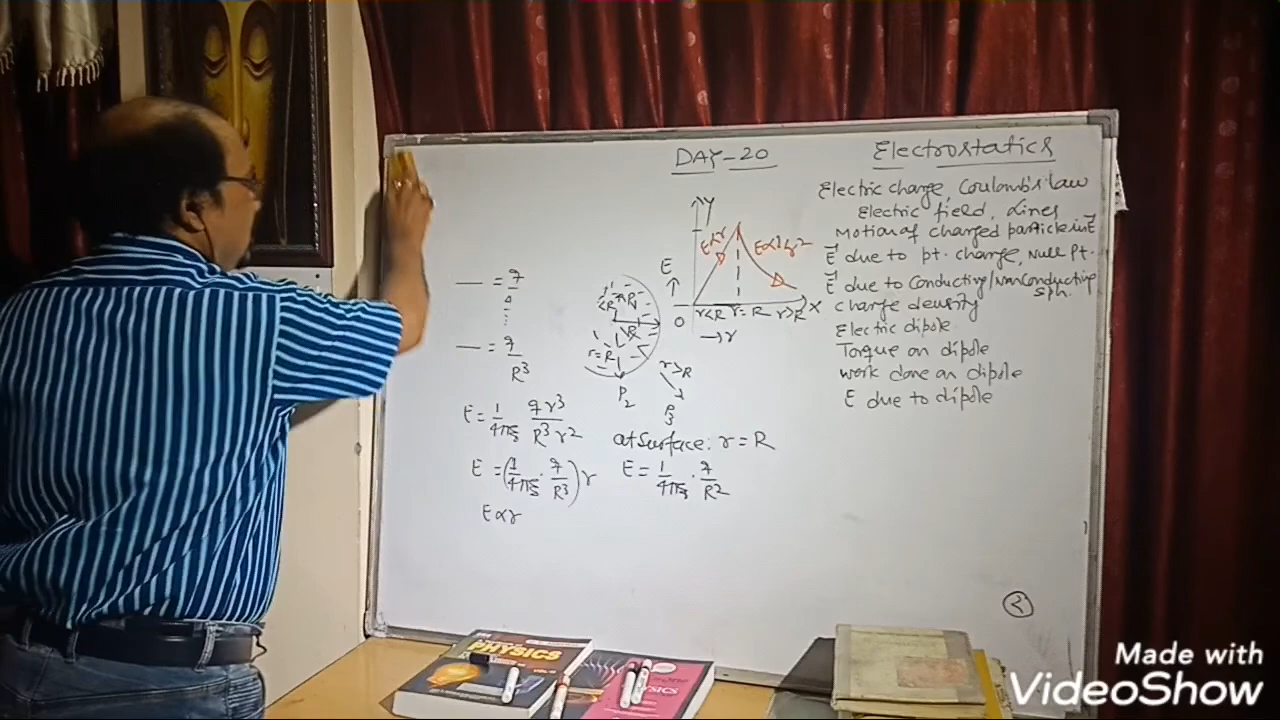 DAY-20
Electrostatics
Electric charge, Coulomb's Law
Electric field, Lines
Motion of charged particle in E⃗
E⃗ due to pt. charge, Null Pt.
E⃗ due to Conducting/NonConducting
Sph.
charge density
Electric dipole
Torque on dipole
work done on dipole
E due to dipole
Y
E∝r
E∝1/r²
E
O
r<R r=R r>R X
→r
— = q
4
— = q
R³
r=R
R
r>R
P₂
P₃
E = 1/4πε₀ qr³/R³r²
E = (1/4πε₀ · q/R³) r
E∝r
at Surface: r = R
E = 1/4πε₀ · q/R²
२
PHYSICS
PHYSICS
Made with
VideoShow